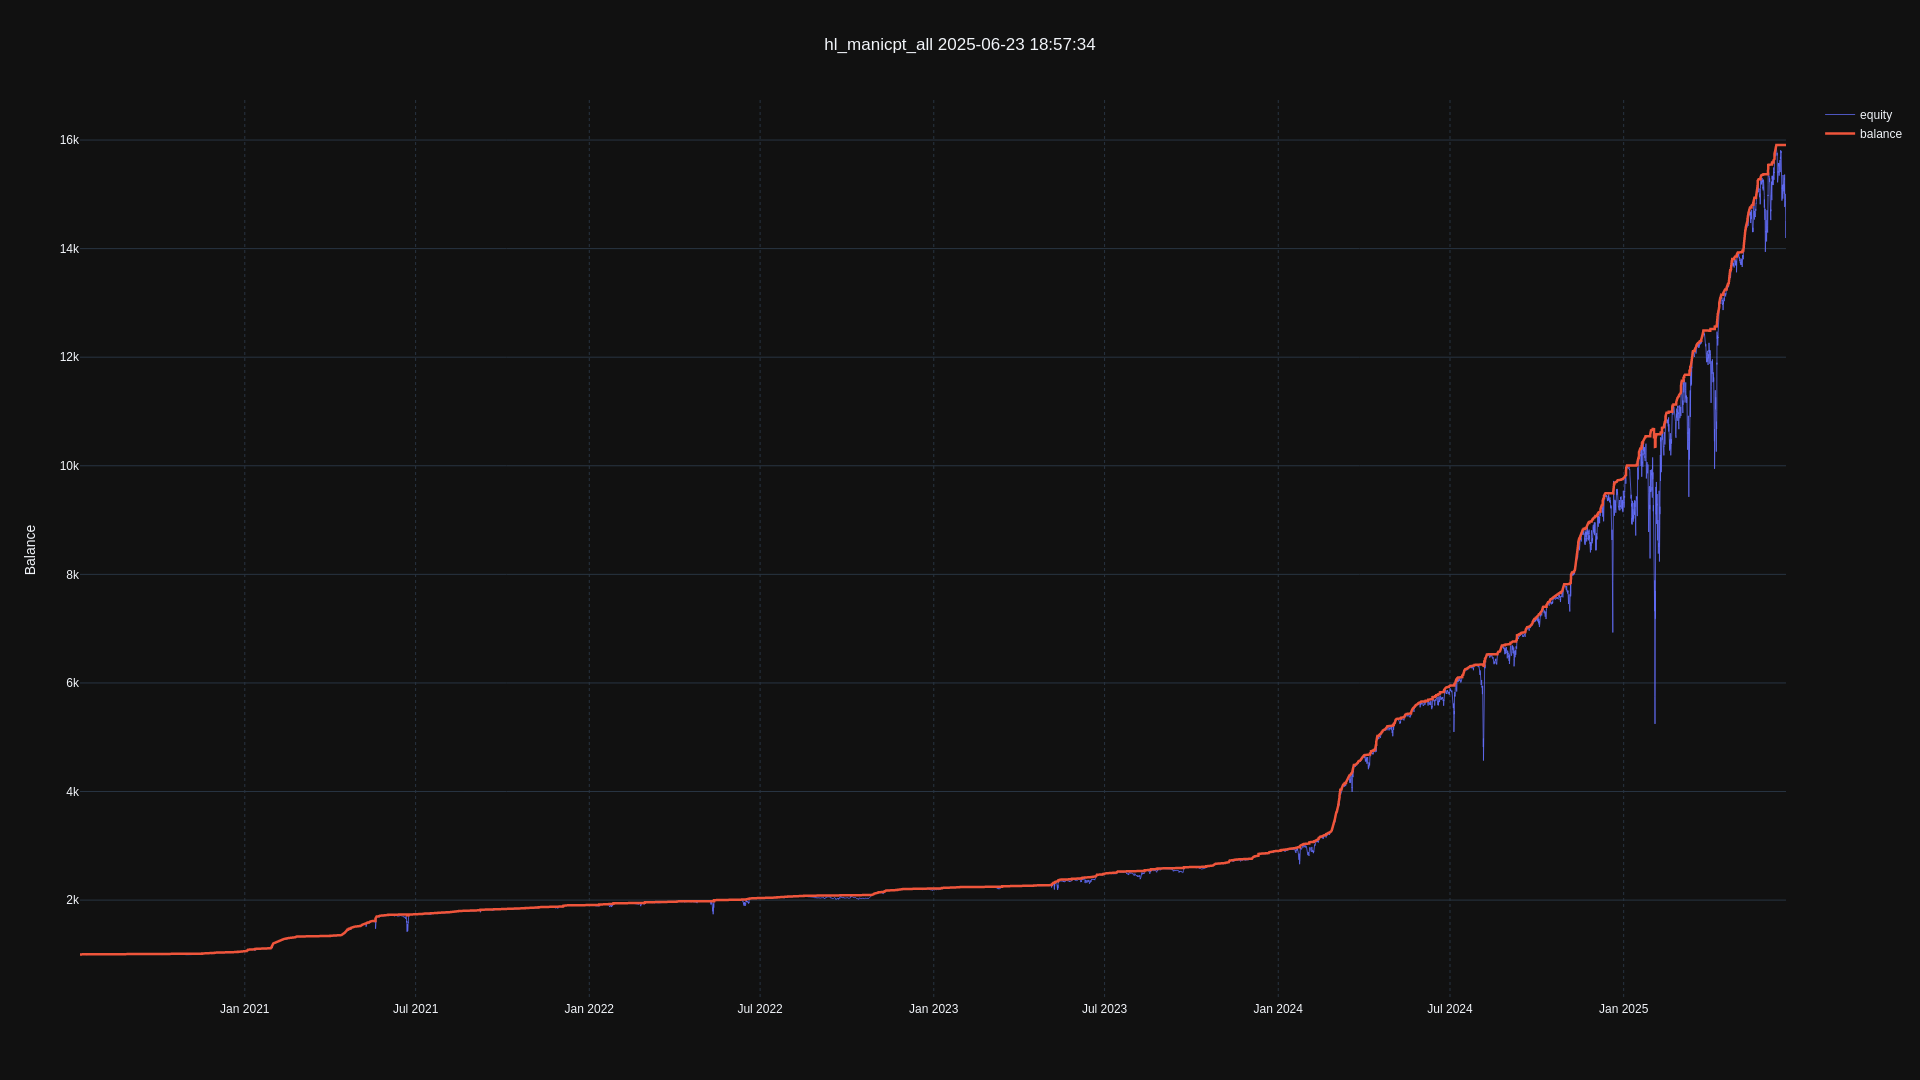 hl_manicpt_all 2025-06-23 18:57:34
equity
balance
16k
14k
12k
10k
8k
6k
4k
2k
Balance
Jan 2021
Jul 2021
Jan 2022
Jul 2022
Jan 2023
Jul 2023
Jan 2024
Jul 2024
Jan 2025